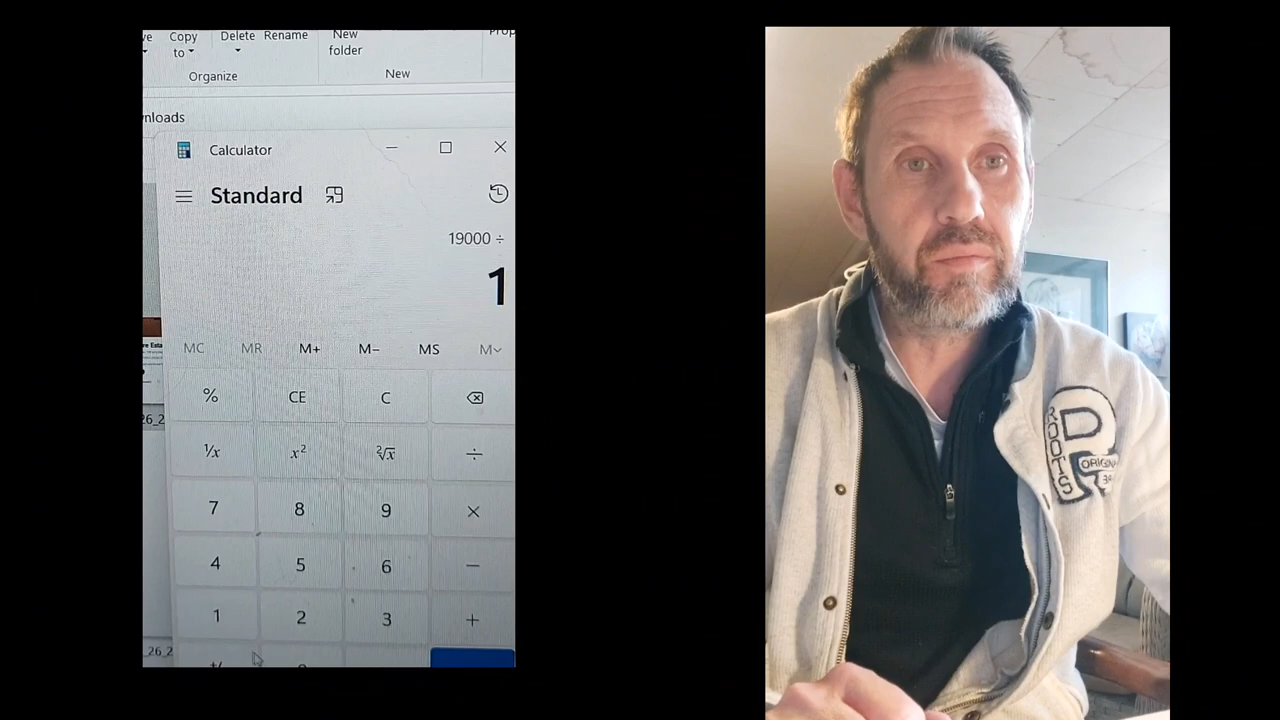 Copy
to
Delete
Rename
New
folder
Organize
New
Calculator
Standard
19000 ÷
1
MC MR M+ M− MS M
% CE C
1/x x² ²√x ÷
7 8 9 ×
4 5 6 −
1 2 3 +
R
ROOTS